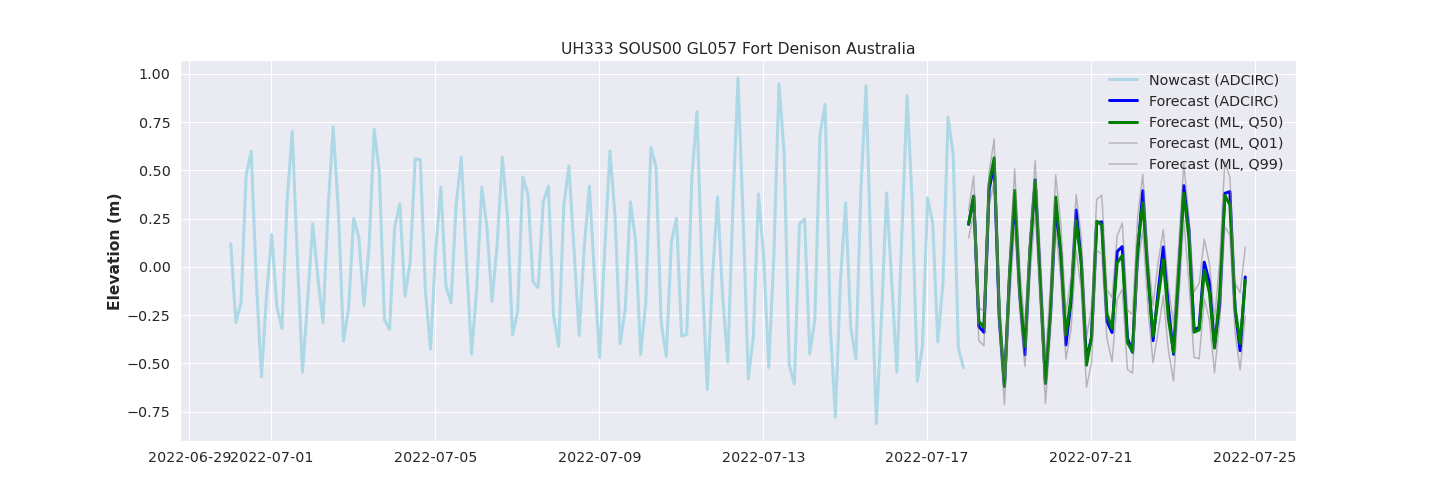 UH333 SOUS00 GL057 Fort Denison Australia
1.00
0.75
0.50
0.25
0.00
−0.25
−0.50
−0.75
Elevation (m)
Nowcast (ADCIRC)
Forecast (ADCIRC)
Forecast (ML, Q50)
Forecast (ML, Q01)
Forecast (ML, Q99)
2022-06-29 2022-07-01 2022-07-05 2022-07-09 2022-07-13 2022-07-17 2022-07-21 2022-07-25